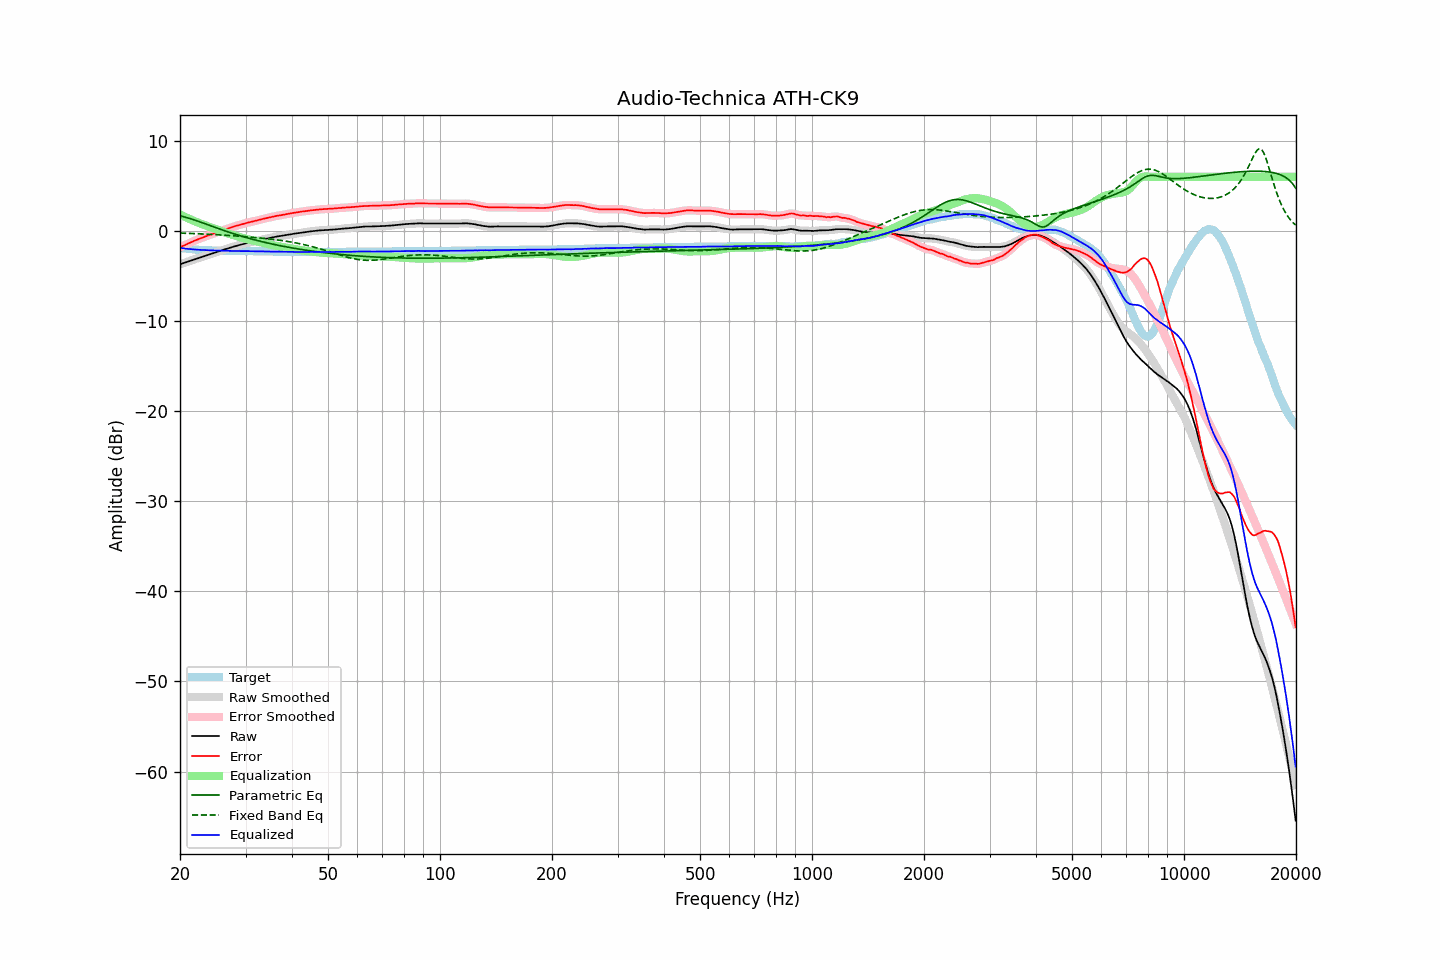 Audio-Technica ATH-CK9
10
0
−10
−20
−30
−40
−50
−60
Amplitude (dBr)
Target
Raw Smoothed
Error Smoothed
Raw
Error
Equalization
Parametric Eq
Fixed Band Eq
Equalized
20 50 100 200 500 1000 2000 5000 10000 20000
Frequency (Hz)